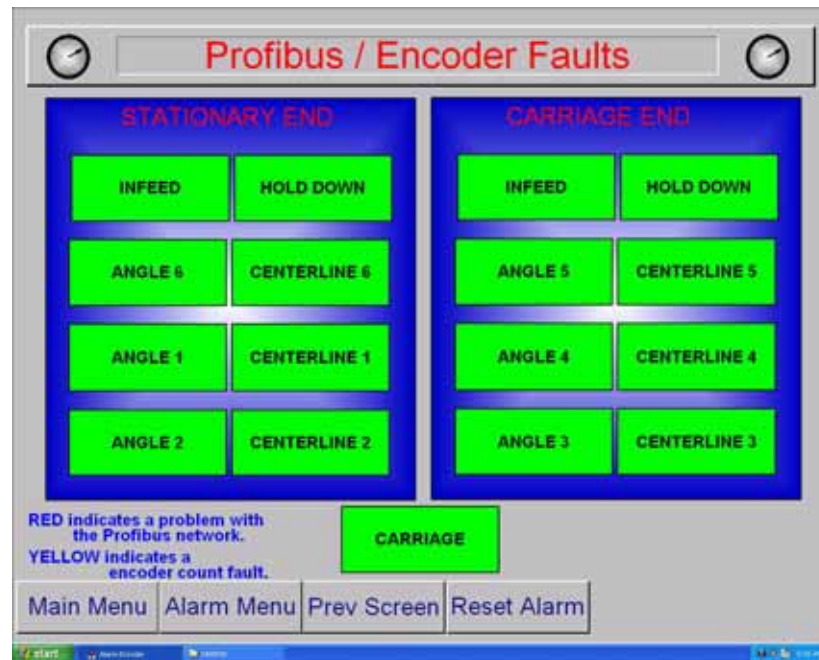 Profibus / Encoder Faults
STATIONARY END
INFEED
HOLD DOWN
ANGLE 6
CENTERLINE 6
ANGLE 1
CENTERLINE 1
ANGLE 2
CENTERLINE 2
CARRIAGE END
INFEED
HOLD DOWN
ANGLE 5
CENTERLINE 5
ANGLE 4
CENTERLINE 4
ANGLE 3
CENTERLINE 3
RED indicates a problem with
the Profibus network.
YELLOW indicates a
encoder count fault.
CARRIAGE
Main Menu
Alarm Menu
Prev Screen
Reset Alarm
start